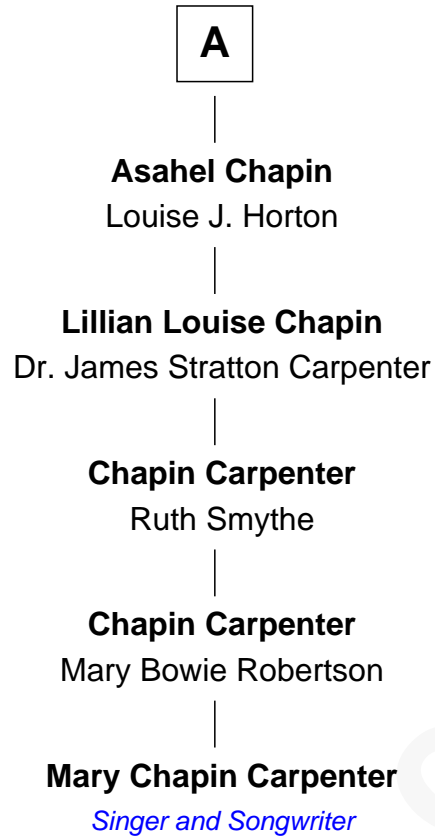 A
Asahel Chapin
Louise J. Horton
Lillian Louise Chapin
Dr. James Stratton Carpenter
Chapin Carpenter
Ruth Smythe
Chapin Carpenter
Mary Bowie Robertson
Mary Chapin Carpenter
Singer and Songwriter